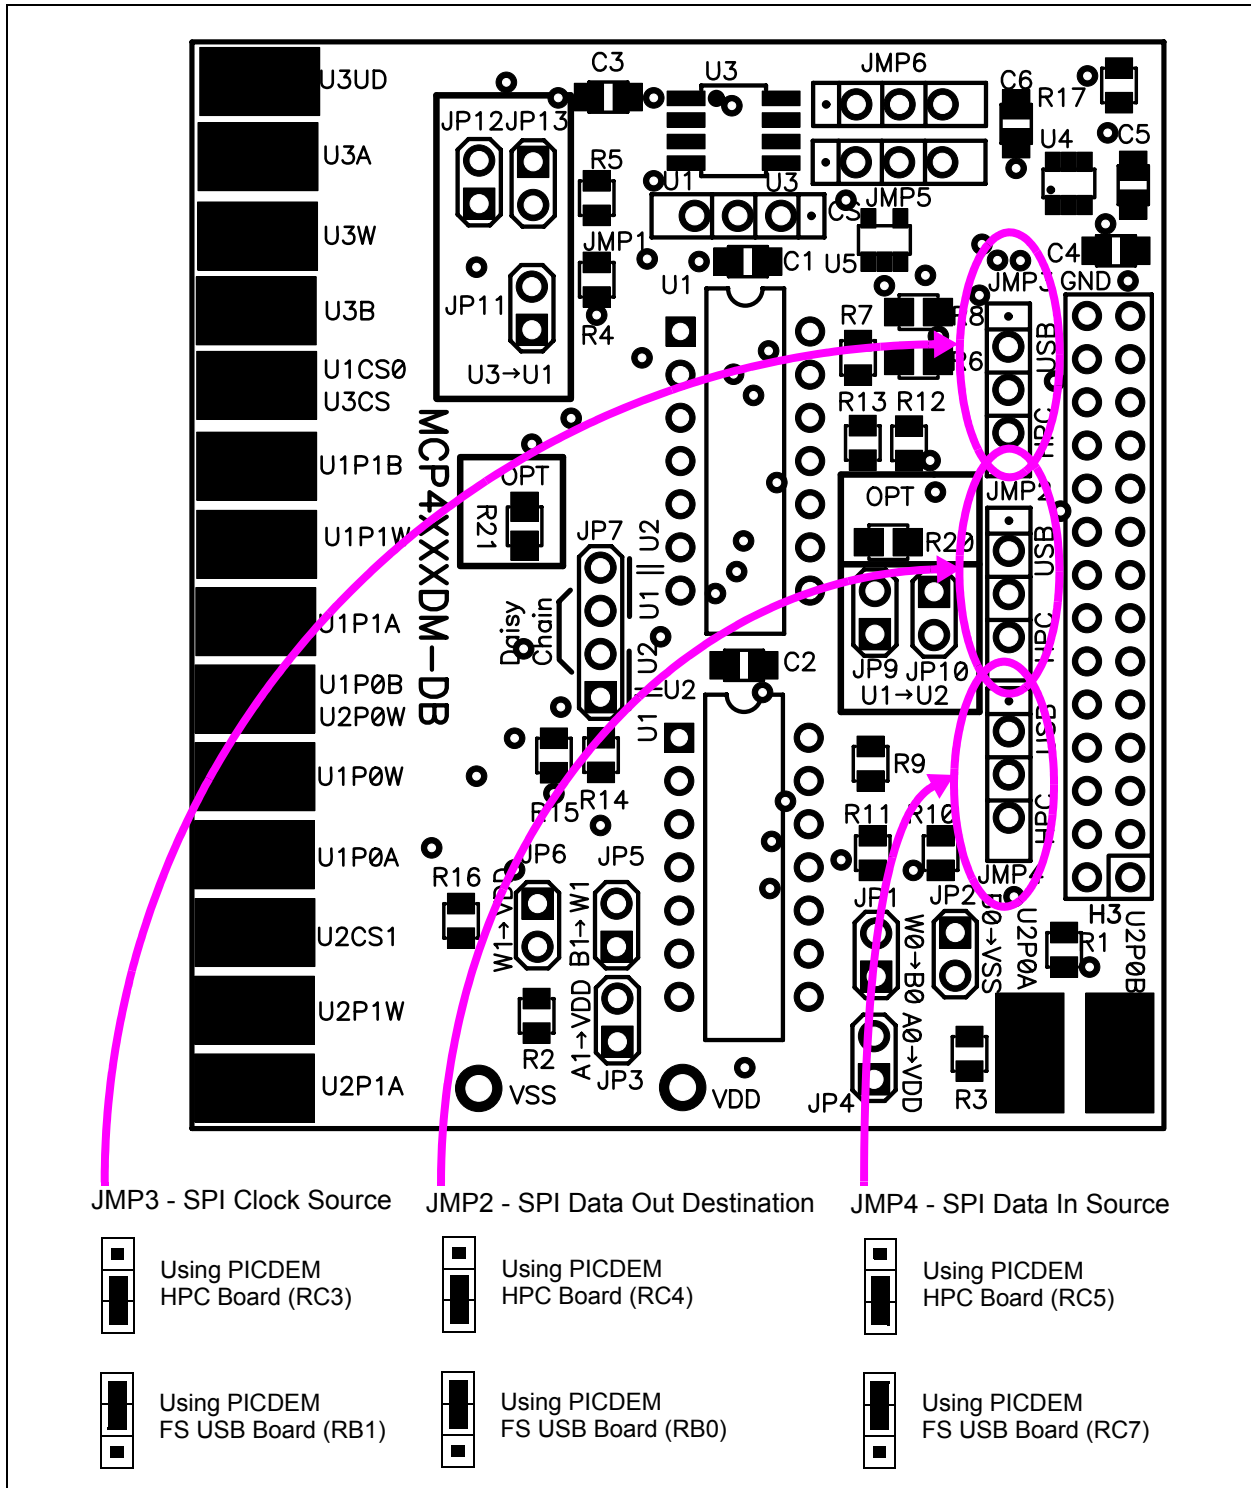 U3UD
C3
U3
JMP6
C6
R17
JP12
JP13
U3A
R5
U4
C5
U1
U3
CS
JMP5
U3W
JMP1
C1
U5
C4
GND
JMP3
U3B
JP11
R4
U1
R7
R8
USB
R6
HPC
U3→U1
U1CS0
U3CS
R13
R12
MCP4XXXDM-DB
U1P1B
OPT
R21
OPT
JMP2
U1P1W
JP7
U1 || U2
R20
USB
HPC
Daisy
Chain
U1P1A
JP9
JP10
U1→U2
C2
U1P0B
U2P0W
U1 || U2
U2
USB
HPC
U1P0W
R15
R14
R9
R11
R10
U1P0A
JP6
JP5
R16
JMP4
JP1
JP2
H3
U2CS1
W1→VDD
B1→W1
W0→B0
B0→VSS
U2P0A
R1
U2P0B
U2P1W
R2
A1→VDD
JP3
A0→VDD
R3
U2P1A
VSS
VDD
JP4
JMP3 - SPI Clock Source
JMP2 - SPI Data Out Destination
JMP4 - SPI Data In Source
Using PICDEM
HPC Board (RC3)
Using PICDEM
HPC Board (RC4)
Using PICDEM
HPC Board (RC5)
Using PICDEM
FS USB Board (RB1)
Using PICDEM
FS USB Board (RB0)
Using PICDEM
FS USB Board (RC7)